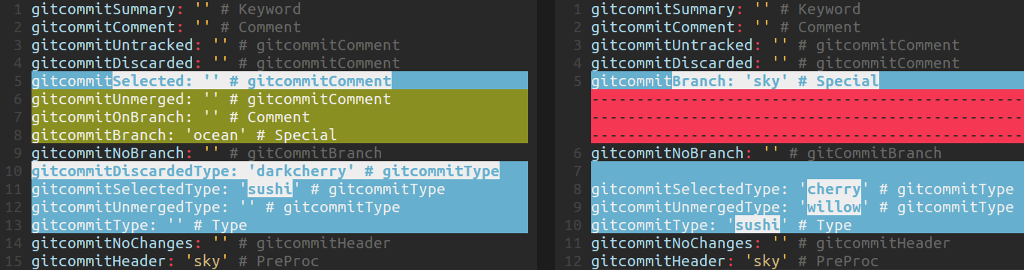 1 gitcommitSummary: '' # Keyword
2 gitcommitComment: '' # Comment
3 gitcommitUntracked: '' # gitcommitComment
4 gitcommitDiscarded: '' # gitcommitComment
5 gitcommitSelected: '' # gitcommitComment
6 gitcommitUnmerged: '' # gitcommitComment
7 gitcommitOnBranch: '' # Comment
8 gitcommitBranch: 'ocean' # Special
9 gitcommitNoBranch: '' # gitCommitBranch
10 gitcommitDiscardedType: 'darkcherry' # gitcommitType
11 gitcommitSelectedType: 'sushi' # gitcommitType
12 gitcommitUnmergedType: '' # gitcommitType
13 gitcommitType: '' # Type
14 gitcommitNoChanges: '' # gitcommitHeader
15 gitcommitHeader: 'sky' # PreProc
1 gitcommitSummary: '' # Keyword
2 gitcommitComment: '' # Comment
3 gitcommitUntracked: '' # gitcommitComment
4 gitcommitDiscarded: '' # gitcommitComment
5 gitcommitBranch: 'sky' # Special
------------------------------------------------
------------------------------------------------
------------------------------------------------
6 gitcommitNoBranch: '' # gitCommitBranch
7
8 gitcommitSelectedType: 'cherry' # gitcommitType
9 gitcommitUnmergedType: 'willow' # gitcommitType
10 gitcommitType: 'sushi' # Type
11 gitcommitNoChanges: '' # gitcommitHeader
12 gitcommitHeader: 'sky' # PreProc